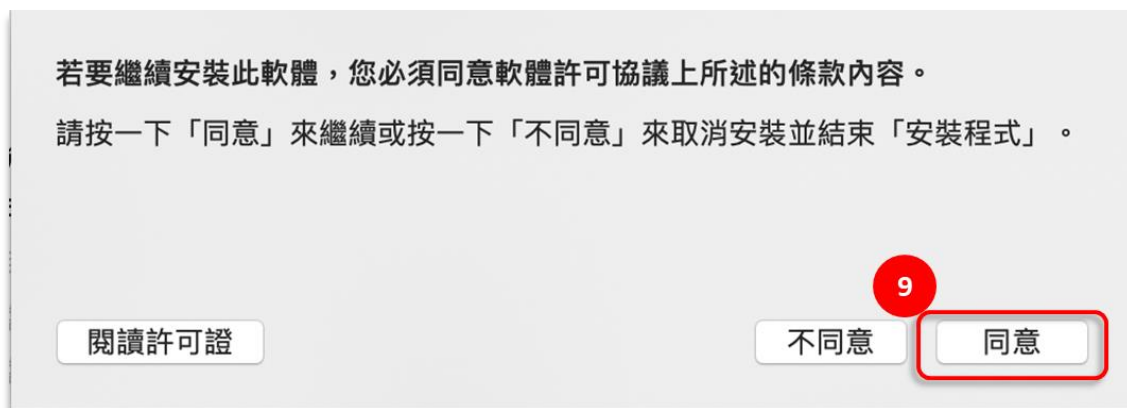 若要繼續安裝此軟體，您必須同意軟體許可協議上所述的條款內容。
請按一下「同意」來繼續或按一下「不同意」來取消安裝並結束「安裝程式」。
9
閱讀許可證
不同意
同意